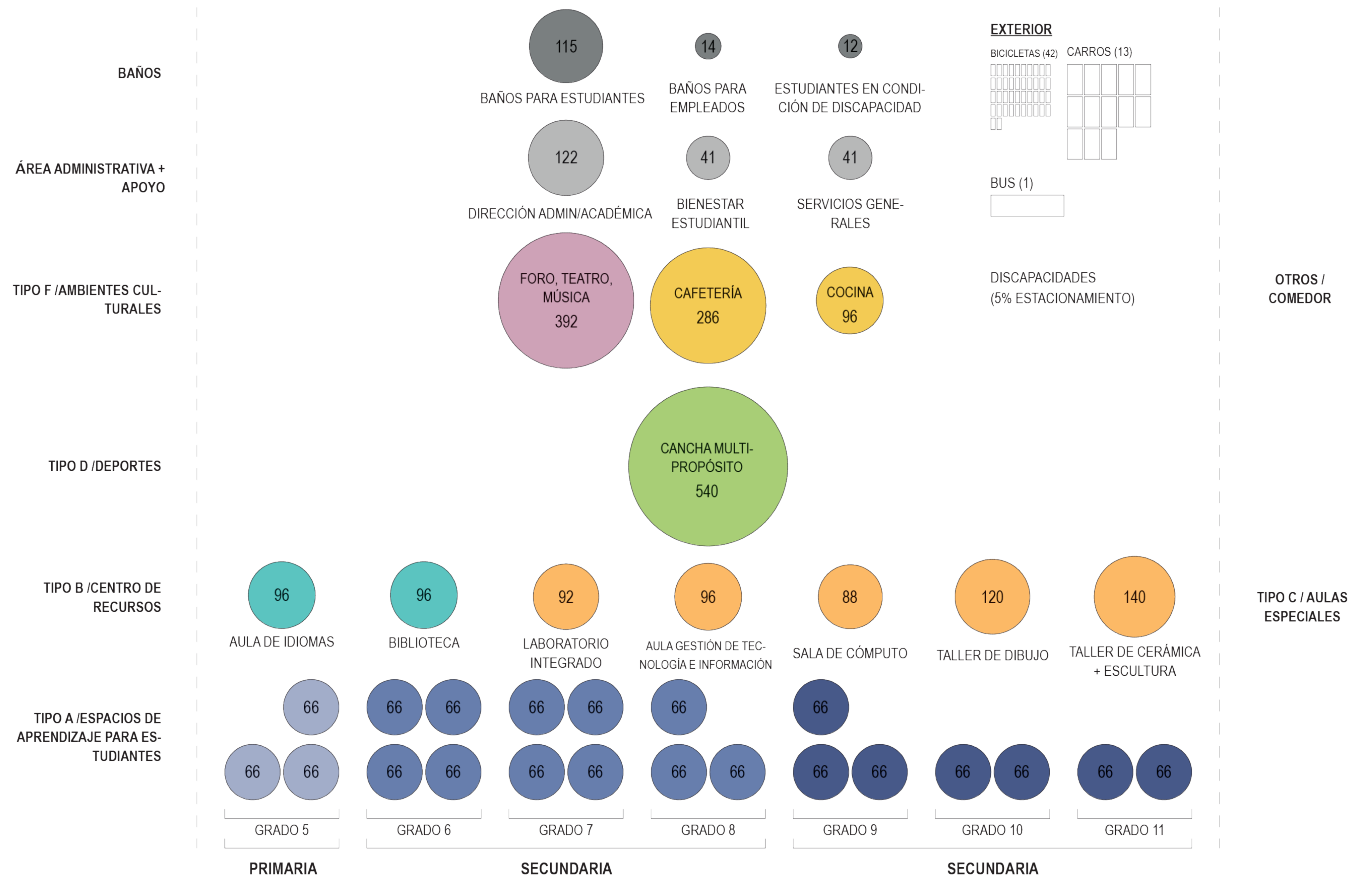 BAÑOS
115
BAÑOS PARA ESTUDIANTES
14
BAÑOS PARA
EMPLEADOS
12
ESTUDIANTES EN CONDI-
CIÓN DE DISCAPACIDAD
EXTERIOR
BICICLETAS (42)
CARROS (13)
BUS (1)
DISCAPACIDADES
(5% ESTACIONAMIENTO)
ÁREA ADMINISTRATIVA +
APOYO
122
DIRECCIÓN ADMIN/ACADÉMICA
41
BIENESTAR
ESTUDIANTIL
41
SERVICIOS GENE-
RALES
TIPO F /AMBIENTES CUL-
TURALES
FORO, TEATRO,
MÚSICA
392
CAFETERÍA
286
COCINA
96
OTROS /
COMEDOR
TIPO D /DEPORTES
CANCHA MULTI-
PROPÓSITO
540
TIPO B /CENTRO DE
RECURSOS
96
AULA DE IDIOMAS
96
BIBLIOTECA
92
LABORATORIO
INTEGRADO
96
AULA GESTIÓN DE TEC-
NOLOGÍA E INFORMACIÓN
88
SALA DE CÓMPUTO
120
TALLER DE DIBUJO
140
TALLER DE CERÁMICA
+ ESCULTURA
TIPO C / AULAS
ESPECIALES
TIPO A /ESPACIOS DE
APRENDIZAJE PARA ES-
TUDIANTES
66 66 66 66 66 66 66
66 66 66 66 66 66 66 66 66 66 66 66 66 66
GRADO 5
GRADO 6
GRADO 7
GRADO 8
GRADO 9
GRADO 10
GRADO 11
PRIMARIA
SECUNDARIA
SECUNDARIA